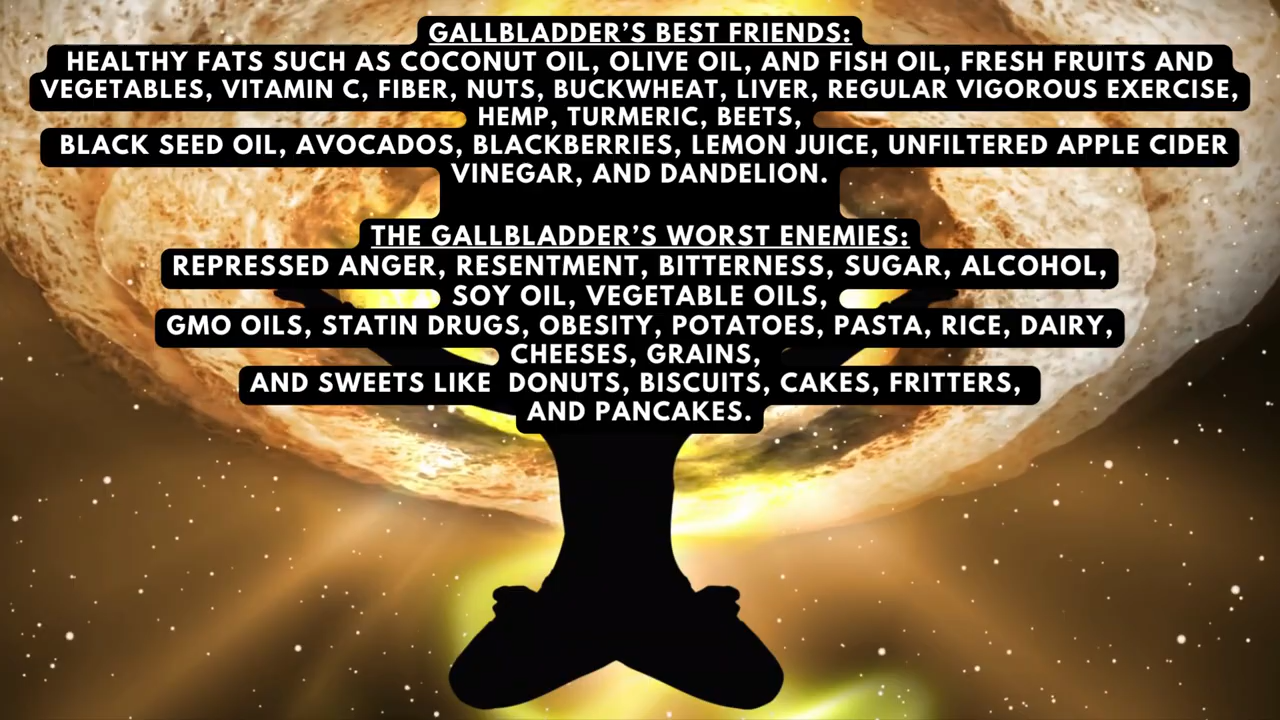 GALLBLADDER’S BEST FRIENDS:
HEALTHY FATS SUCH AS COCONUT OIL, OLIVE OIL, AND FISH OIL, FRESH FRUITS AND
VEGETABLES, VITAMIN C, FIBER, NUTS, BUCKWHEAT, LIVER, REGULAR VIGOROUS EXERCISE,
HEMP, TURMERIC, BEETS,
BLACK SEED OIL, AVOCADOS, BLACKBERRIES, LEMON JUICE, UNFILTERED APPLE CIDER
VINEGAR, AND DANDELION.
THE GALLBLADDER’S WORST ENEMIES:
REPRESSED ANGER, RESENTMENT, BITTERNESS, SUGAR, ALCOHOL,
SOY OIL, VEGETABLE OILS,
GMO OILS, STATIN DRUGS, OBESITY, POTATOES, PASTA, RICE, DAIRY,
CHEESES, GRAINS,
AND SWEETS LIKE DONUTS, BISCUITS, CAKES, FRITTERS,
AND PANCAKES.